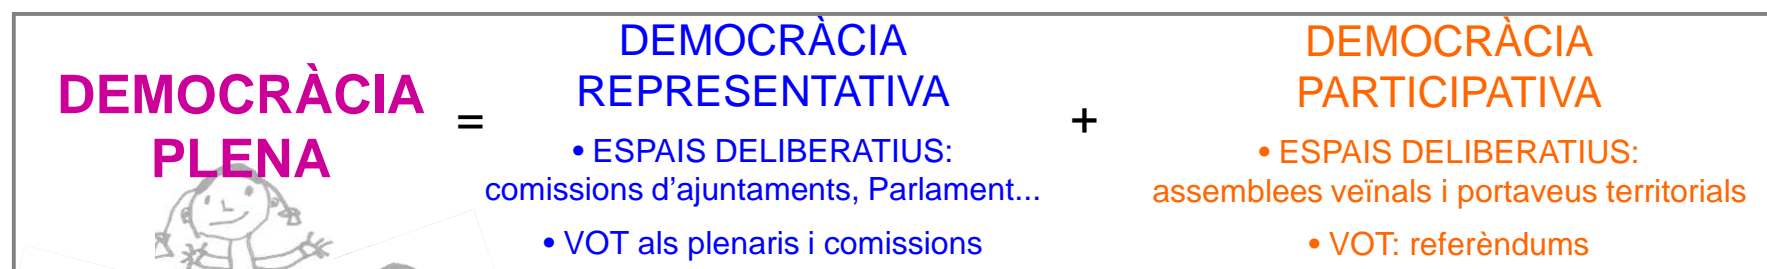 DEMOCRÀCIA
PLENA
=
DEMOCRÀCIA
REPRESENTATIVA
• ESPAIS DELIBERATIUS:
comissions d'ajuntaments, Parlament...
• VOT als plenaris i comissions
+
DEMOCRÀCIA
PARTICIPATIVA
• ESPAIS DELIBERATIUS:
assemblees veïnals i portaveus territorials
• VOT: referèndums